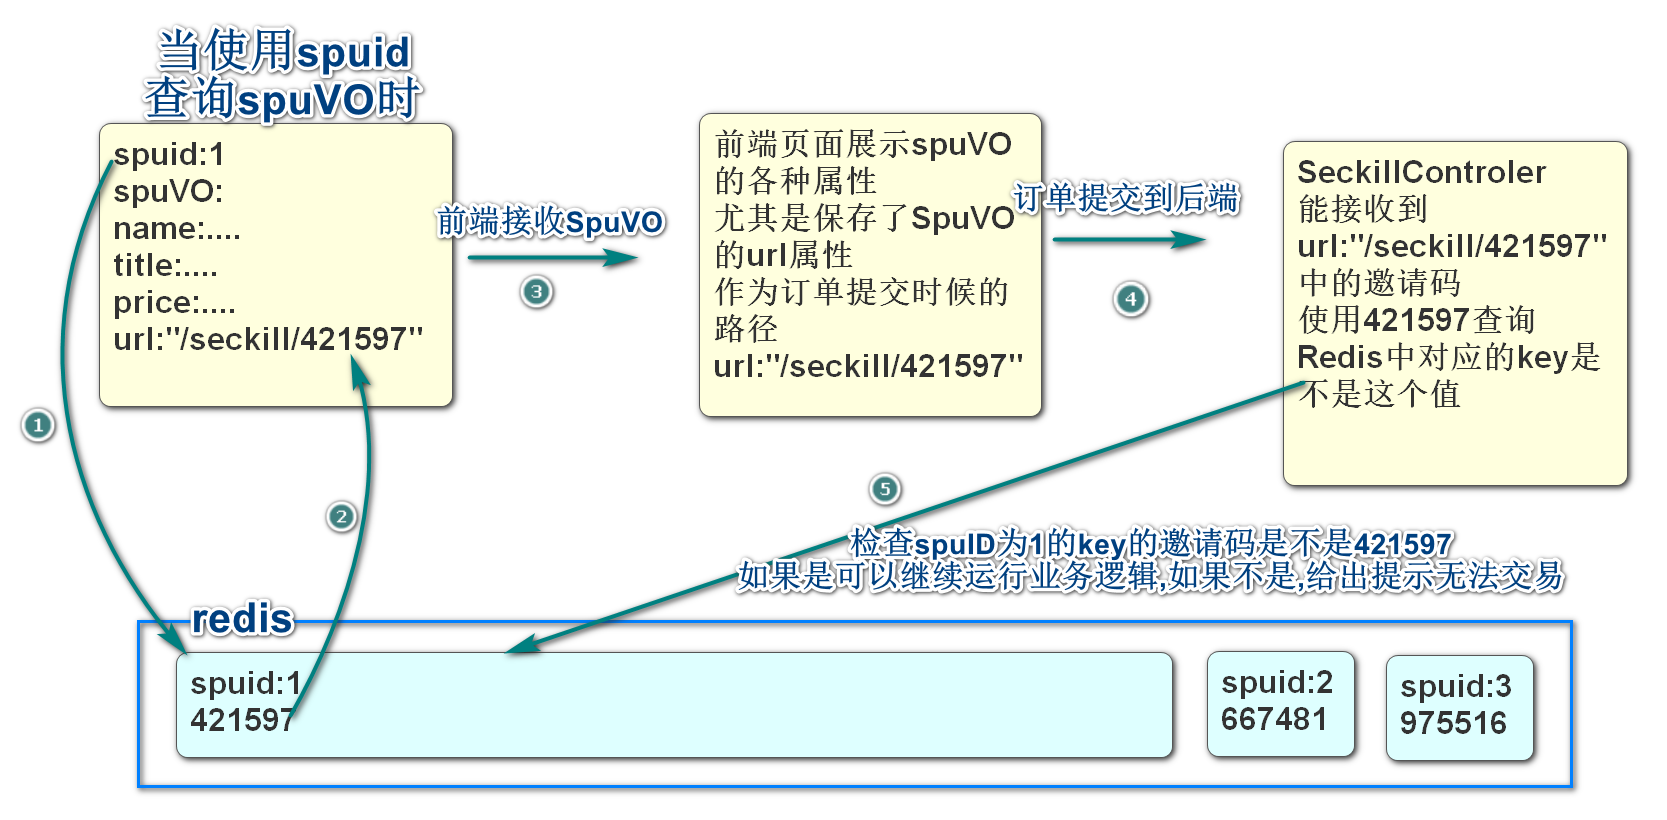 当使用spuid
查询spuVO时
spuid:1
spuVO:
name:....
title:....
price:....
url:"/seckill/421597"
1
2
前端接收SpuVO
3
前端页面展示spuVO
的各种属性
尤其是保存了SpuVO
的url属性
作为订单提交时候的
路径
url:"/seckill/421597"
订单提交到后端
4
SeckillControler
能接收到
url:"/seckill/421597"
中的邀请码
使用421597查询
Redis中对应的key是
不是这个值
5
检查spuID为1的key的邀请码是不是421597
如果是可以继续运行业务逻辑,如果不是,给出提示无法交易
redis
spuid:1
421597
spuid:2
667481
spuid:3
975516